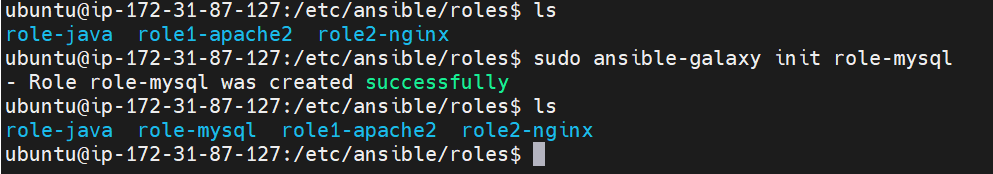 ubuntu@ip-172-31-87-127:/etc/ansible/roles$ ls
role-java  role1-apache2  role2-nginx
ubuntu@ip-172-31-87-127:/etc/ansible/roles$ sudo ansible-galaxy init role-mysql
- Role role-mysql was created successfully
ubuntu@ip-172-31-87-127:/etc/ansible/roles$ ls
role-java  role-mysql  role1-apache2  role2-nginx
ubuntu@ip-172-31-87-127:/etc/ansible/roles$